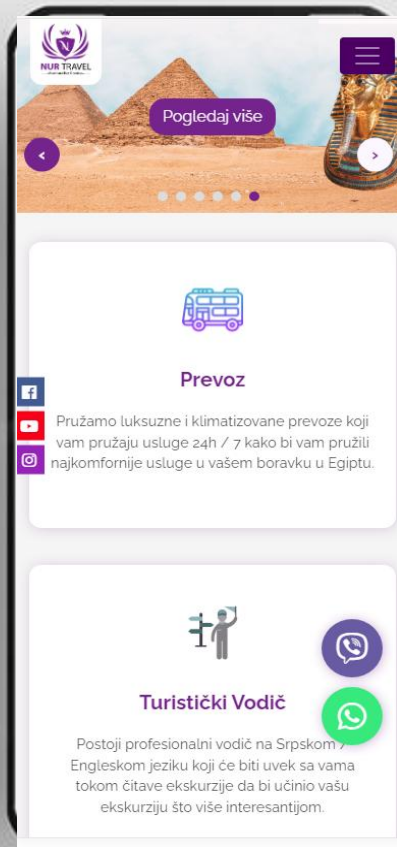 NUR TRAVEL
Pogledaj više
Prevoz
Pružamo luksuzne i klimatizovane prevoze koji
vam pružaju usluge 24h / 7 kako bi vam pružili
najkomfornije usluge u vašem boravku u Egiptu.
Turistički Vodič
Postoji profesionalni vodič na Srpskom /
Engleskom jeziku koji će biti uvek sa vama
tokom čitave ekskurzije da bi učinio vašu
ekskurziju što više interesantijom.